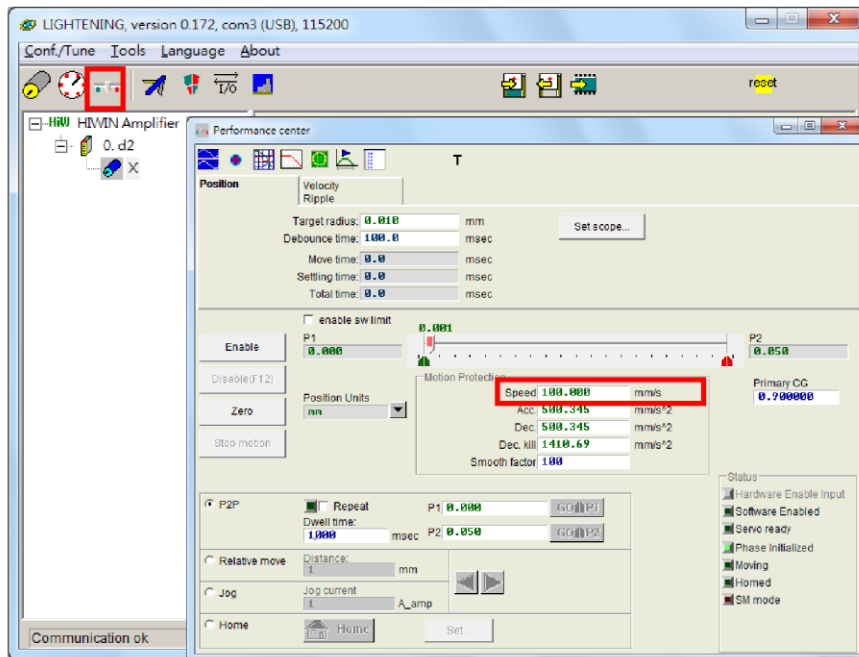 LIGHTENING, version 0.172, com3 (USB), 115200
Conf./Tune Tools Language About
I/O
reset
HIWIN Amplifier
0. d2
X
Performance center
T
Position
Velocity Ripple
Target radius: 0.010 mm
Set scope...
Debounce time: 100.0 msec
Move time: 0.0 msec
Settling time: 0.0 msec
Total time: 0.0 msec
enable sw limit
0.001
Enable
P1
0.000
P2
0.050
Disable(F12)
Motion Protection
Speed 100.000 mm/s
Primary CG
0.900000
Position Units
mm
Acc. 500.345 mm/s^2
Zero
Dec. 500.345 mm/s^2
Stop motion
Dec. kill 1410.69 mm/s^2
Smooth factor 100
Status
Hardware Enable Input
Software Enabled
Servo ready
Phase Initialized
Moving
Homed
SM mode
P2P
Repeat
P1 0.000 GO P1
Dwell time:
1,000 msec
P2 0.050 GO P2
Relative move
Distance:
1 mm
Jog
Jog current
1 A_amp
Home
Home
Set...
Communication ok